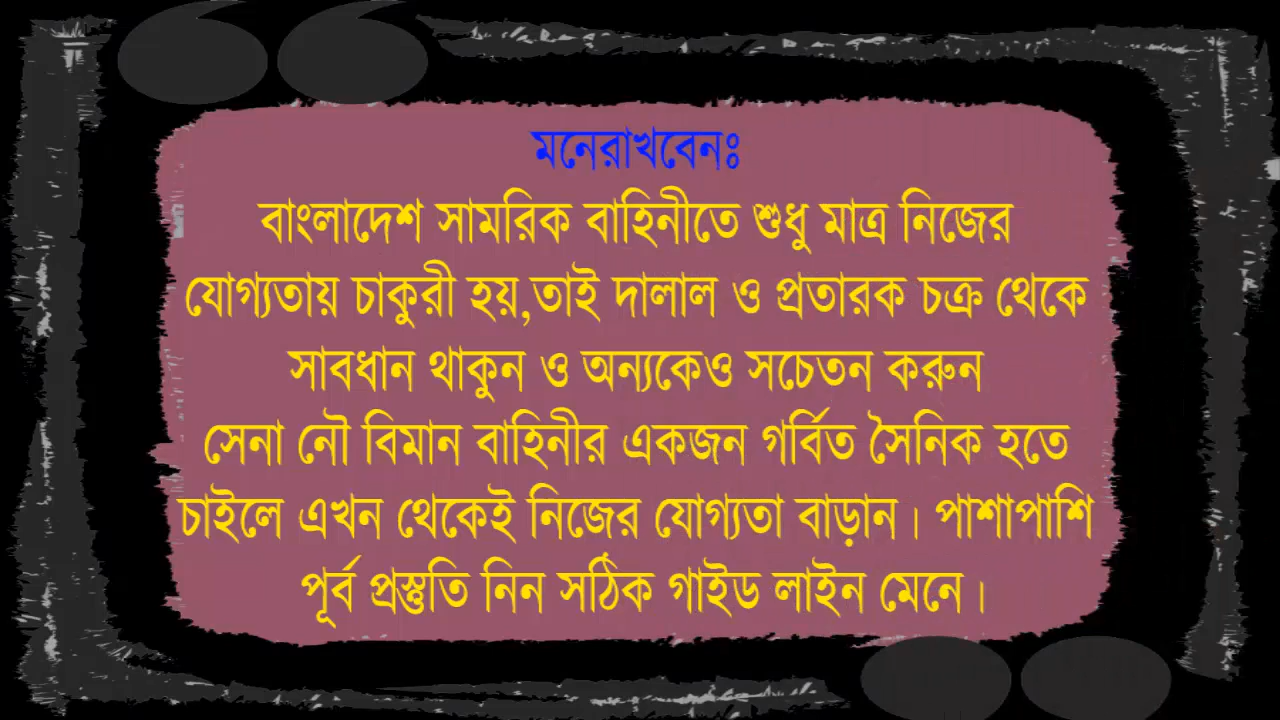 মনেরাখবেনঃ
বাংলাদেশ সামরিক বাহিনীতে শুধু মাত্র নিজের
যোগ্যতায় চাকুরী হয়,তাই দালাল ও প্রতারক চক্র থেকে
সাবধান থাকুন ও অন্যকেও সচেতন করুন
সেনা নৌ বিমান বাহিনীর একজন গর্বিত সৈনিক হতে
চাইলে এখন থেকেই নিজের যোগ্যতা বাড়ান। পাশাপাশি
পূর্ব প্রস্তুতি নিন সঠিক গাইড লাইন মেনে।